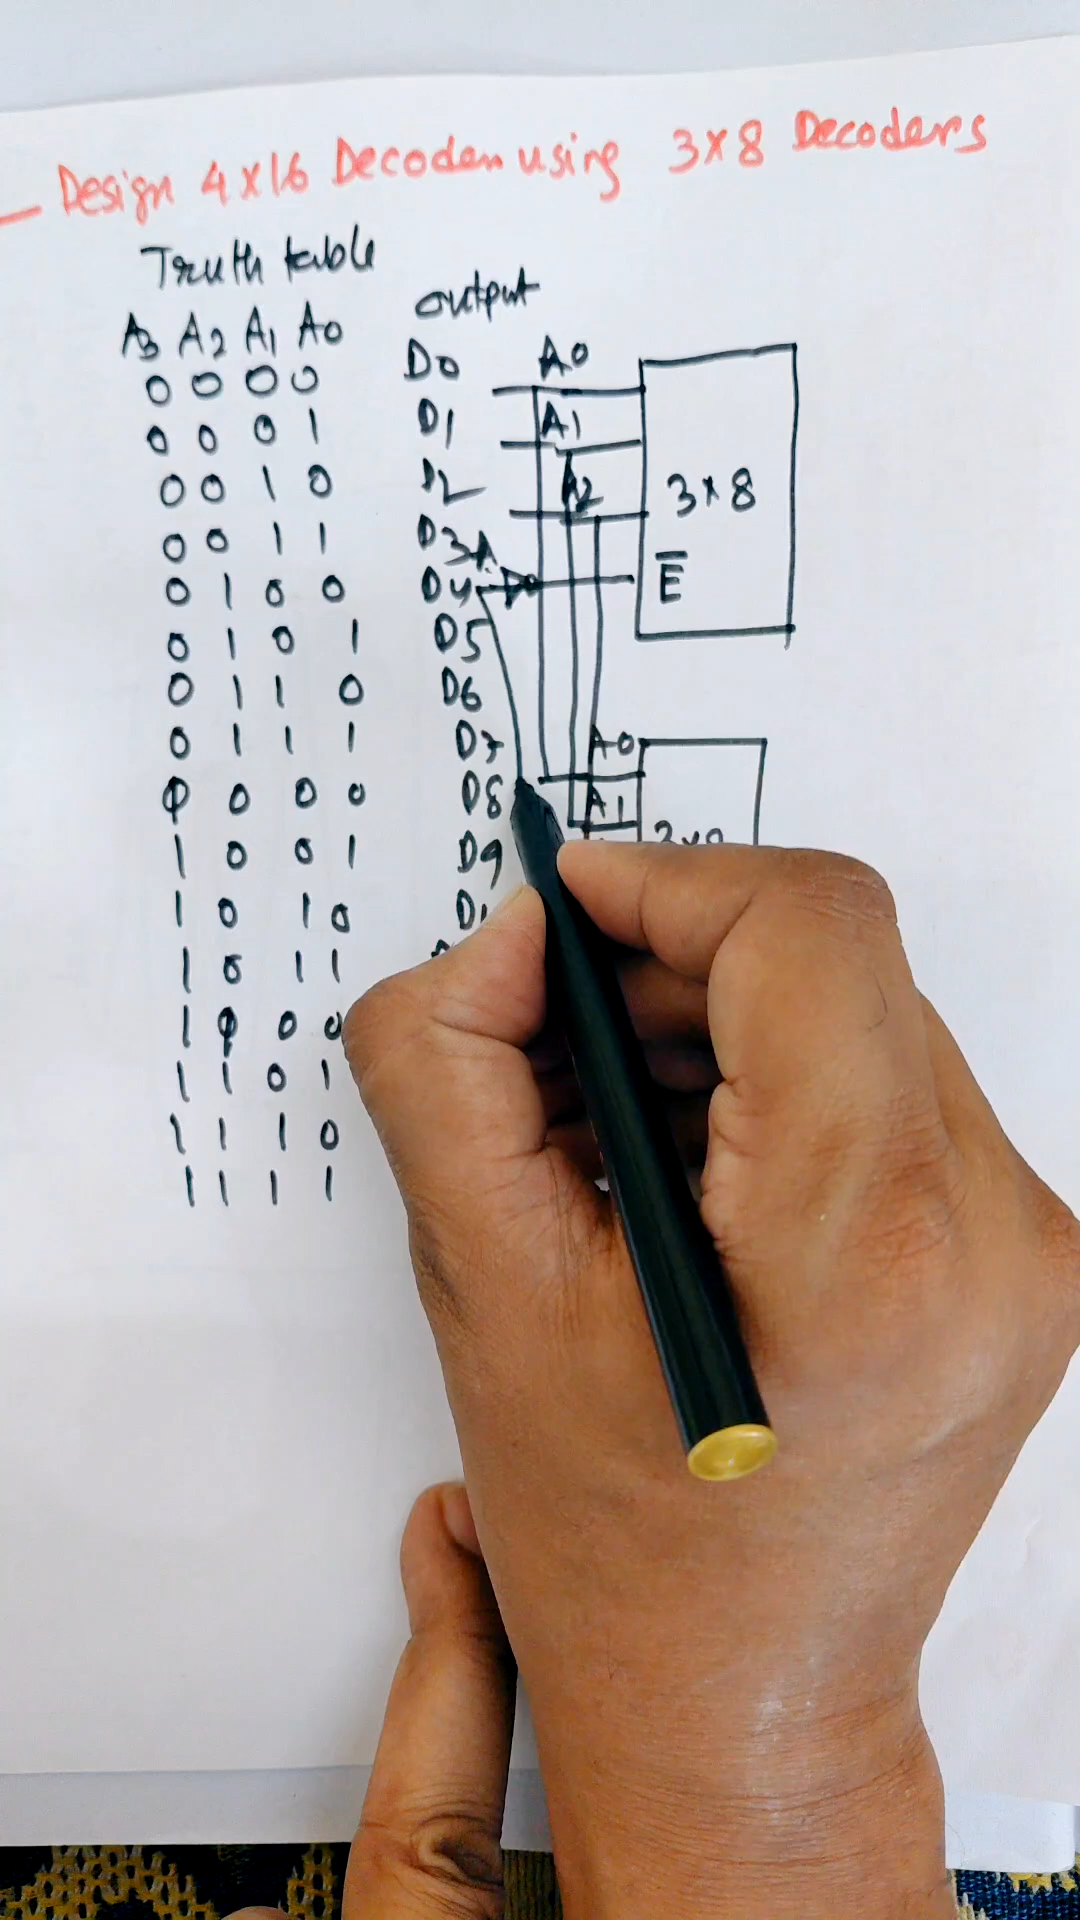 Design 4x16 Decoder using 3x8 Decoders
Truth table
output
A3 A2 A1 A0
0 0 0 0 D0
0 0 0 1 D1
0 0 1 0 D2
0 0 1 1 D3
0 1 0 0 D4
0 1 0 1 D5
0 1 1 0 D6
0 1 1 1 D7
1 0 0 0 D8
1 0 0 1 D9
1 0 1 0
1 0 1 1
1 1 0 0
1 1 0 1
1 1 1 0
1 1 1 1
A0
A1
A2
3x8
E̅
A0
A1